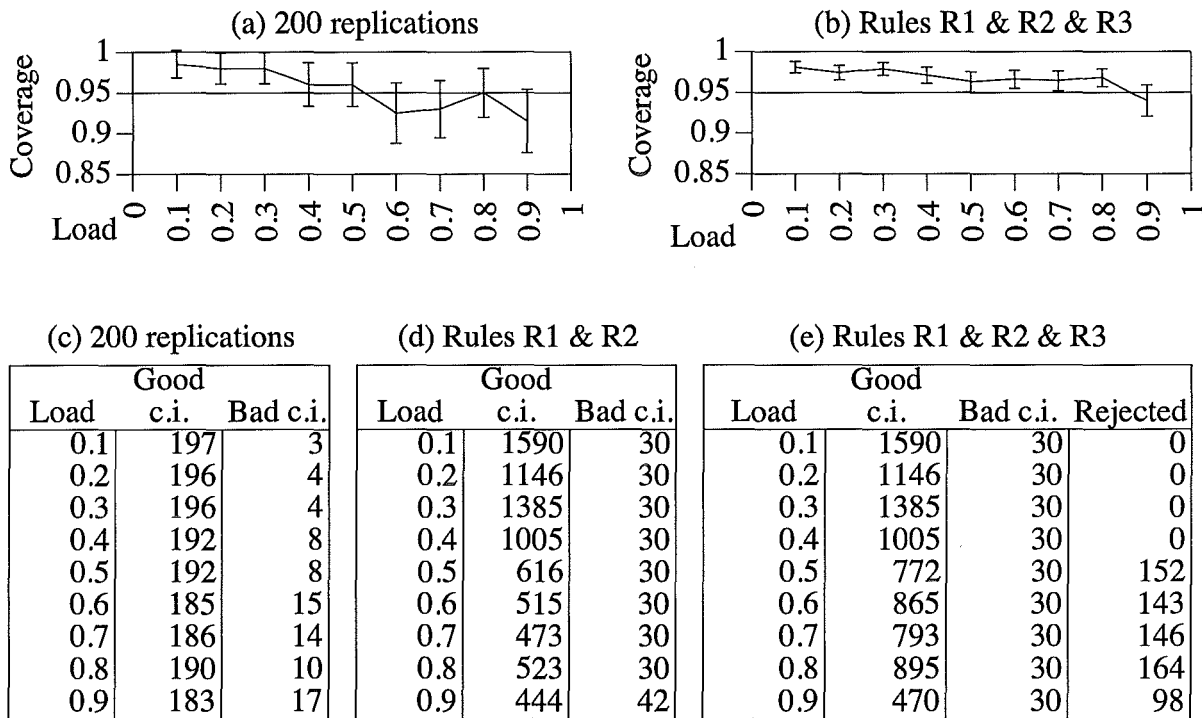 (a) 200 replications
Coverage
1
0.95
0.9
0.85
Load
0 0.1 0.2 0.3 0.4 0.5 0.6 0.7 0.8 0.9 1
(b) Rules R1 & R2 & R3
Coverage
1
0.95
0.9
0.85
Load
0 0.1 0.2 0.3 0.4 0.5 0.6 0.7 0.8 0.9 1
(c) 200 replications
Good
Load c.i. Bad c.i.
0.1 197 3
0.2 196 4
0.3 196 4
0.4 192 8
0.5 192 8
0.6 185 15
0.7 186 14
0.8 190 10
0.9 183 17
(d) Rules R1 & R2
Good
Load c.i. Bad c.i.
0.1 1590 30
0.2 1146 30
0.3 1385 30
0.4 1005 30
0.5 616 30
0.6 515 30
0.7 473 30
0.8 523 30
0.9 444 42
(e) Rules R1 & R2 & R3
Good
Load c.i. Bad c.i. Rejected
0.1 1590 30 0
0.2 1146 30 0
0.3 1385 30 0
0.4 1005 30 0
0.5 772 30 152
0.6 865 30 143
0.7 793 30 146
0.8 895 30 164
0.9 470 30 98